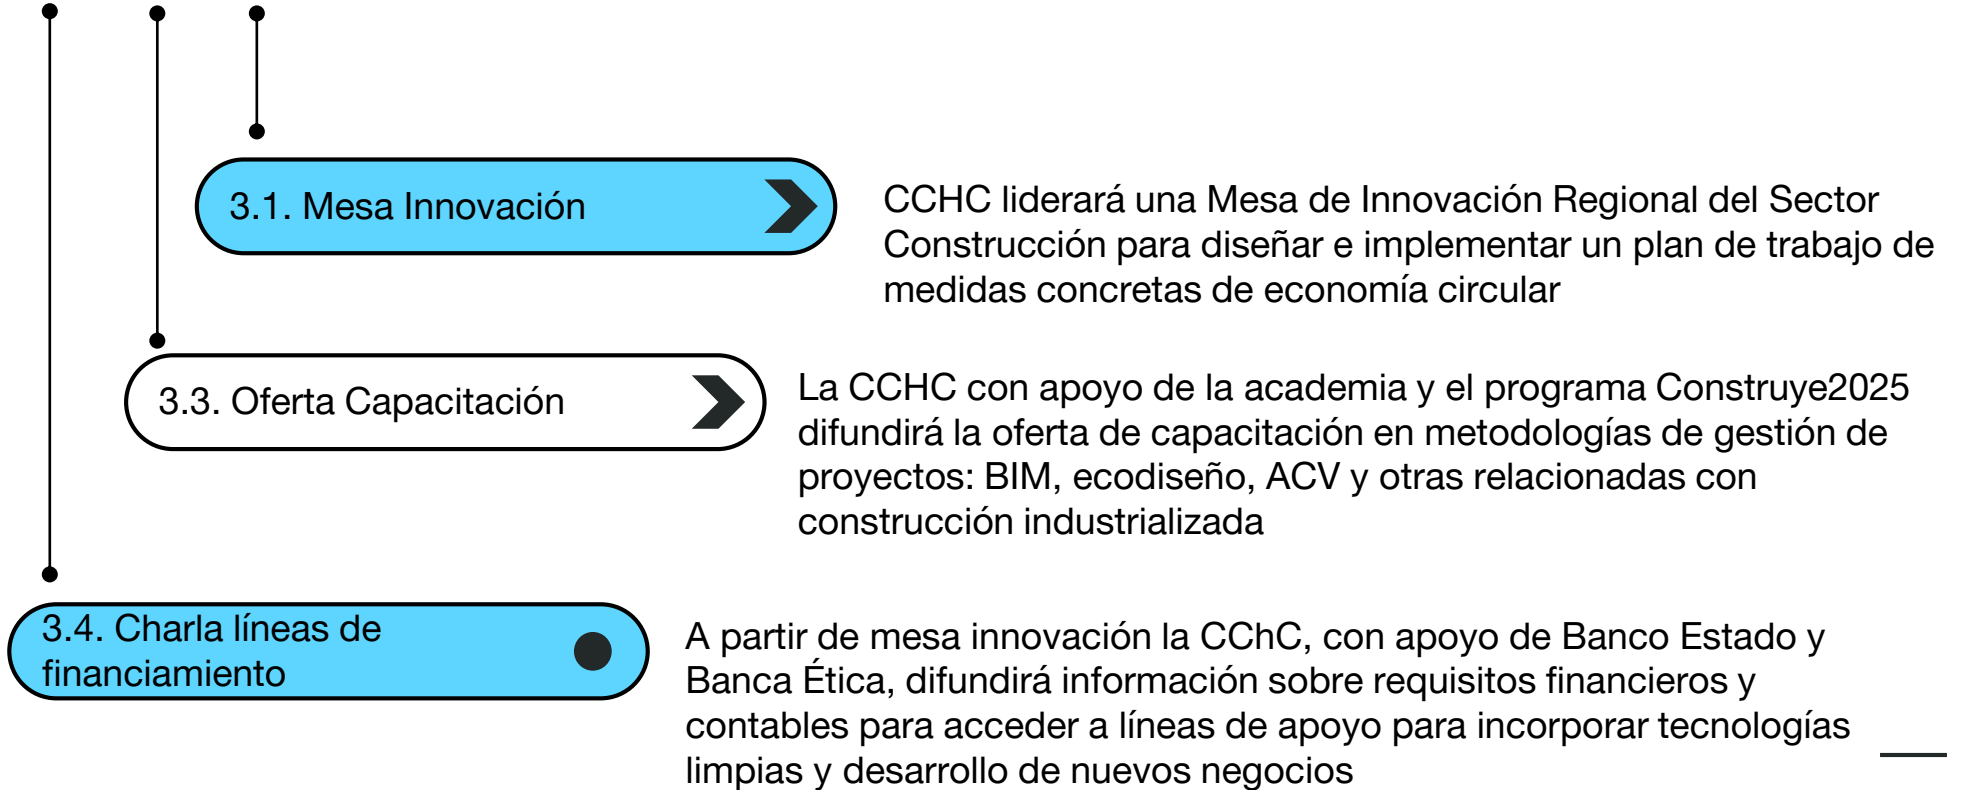 3.1. Mesa Innovación
CCHC liderará una Mesa de Innovación Regional del Sector
Construcción para diseñar e implementar un plan de trabajo de
medidas concretas de economía circular
3.3. Oferta Capacitación
La CCHC con apoyo de la academia y el programa Construye2025
difundirá la oferta de capacitación en metodologías de gestión de
proyectos: BIM, ecodiseño, ACV y otras relacionadas con
construcción industrializada
3.4. Charla líneas de
financiamiento
A partir de mesa innovación la CChC, con apoyo de Banco Estado y
Banca Ética, difundirá información sobre requisitos financieros y
contables para acceder a líneas de apoyo para incorporar tecnologías
limpias y desarrollo de nuevos negocios